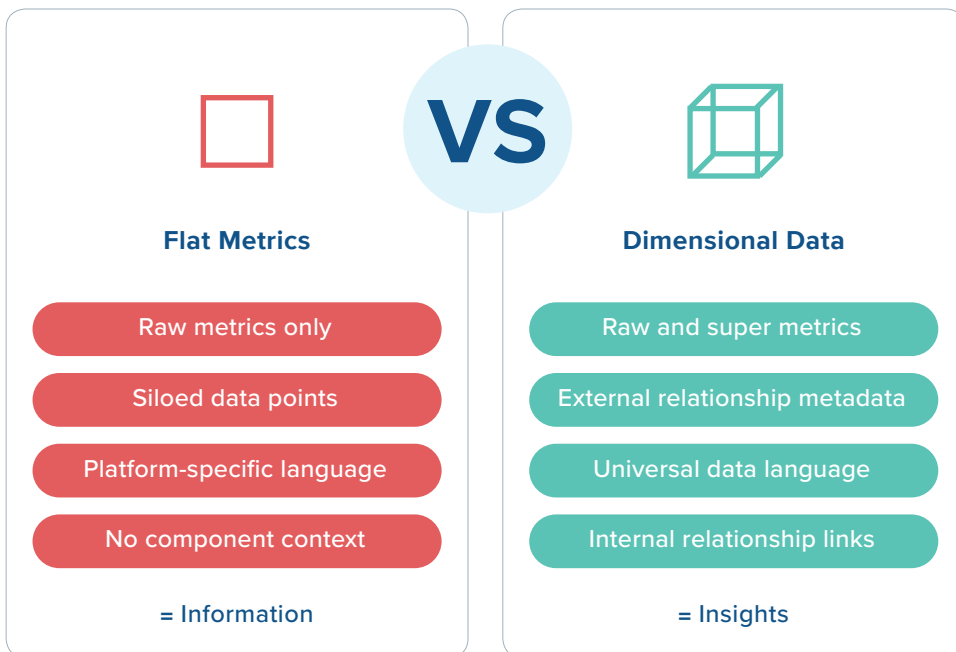 VS
Flat Metrics
Raw metrics only
Siloed data points
Platform-specific language
No component context
= Information
Dimensional Data
Raw and super metrics
External relationship metadata
Universal data language
Internal relationship links
= Insights